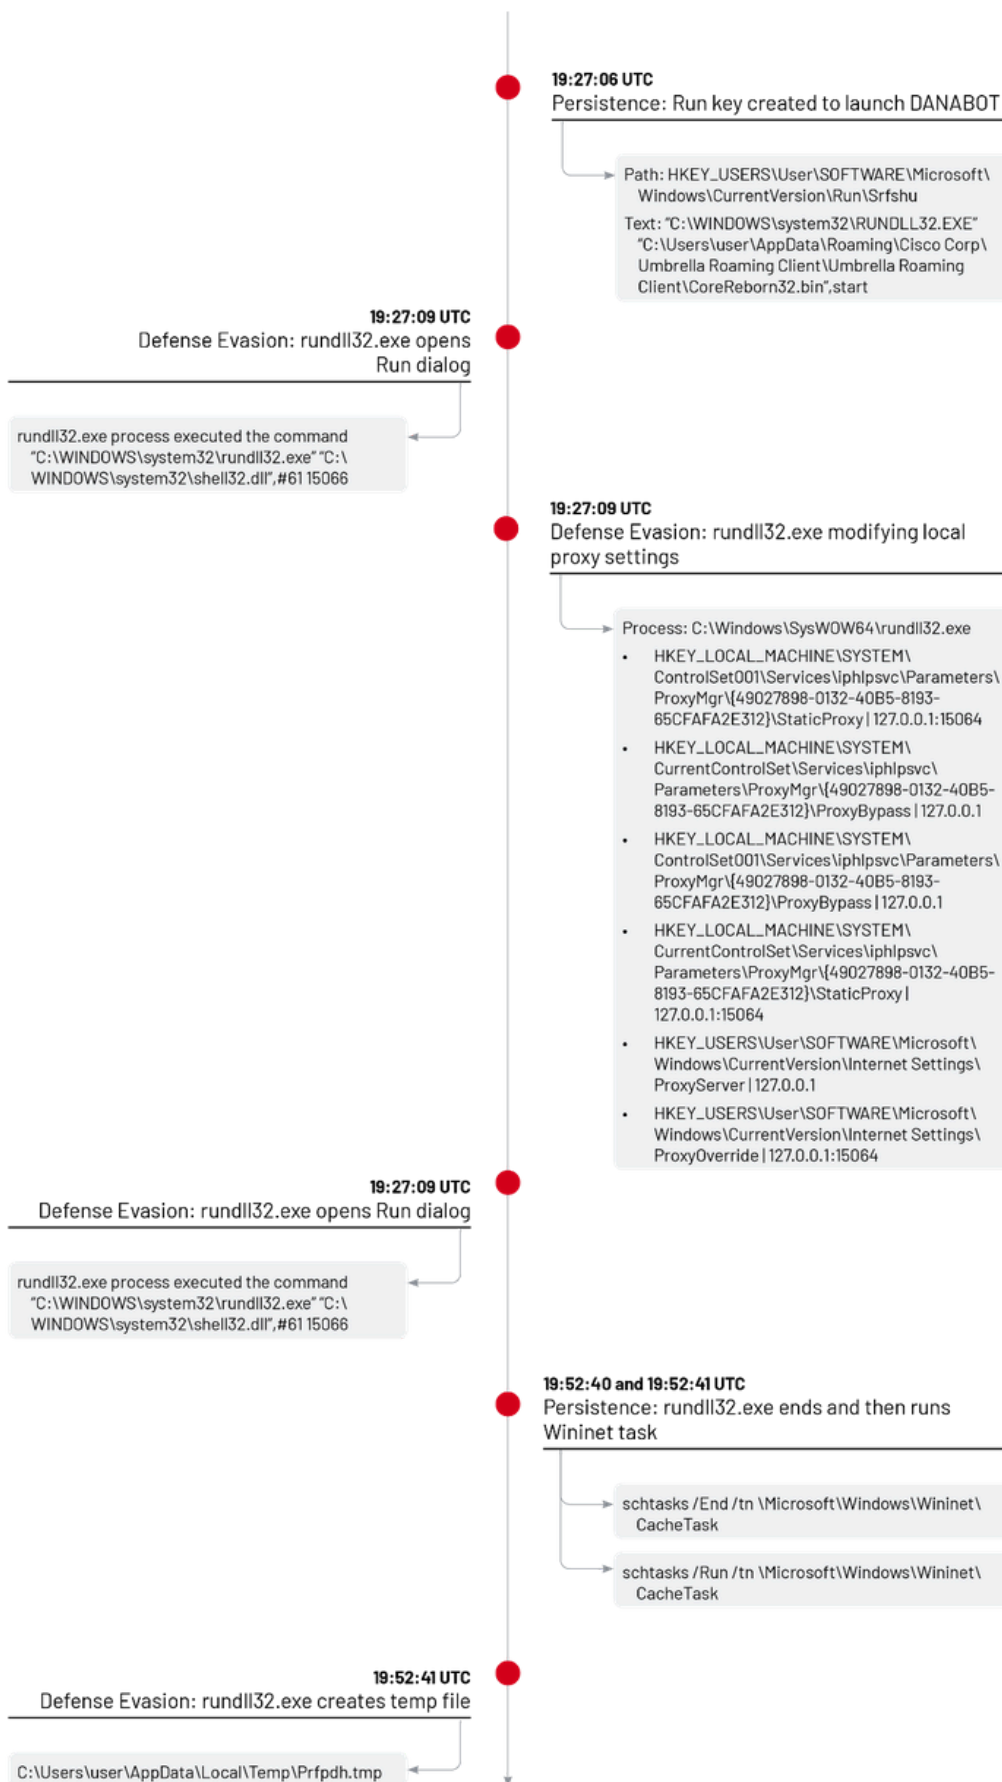 19:27:06 UTC
Persistence: Run key created to launch DANABOT
Path: HKEY_USERS\User\SOFTWARE\Microsoft\
Windows\CurrentVersion\Run\Srfshu
Text: "C:\WINDOWS\system32\RUNDLL32.EXE"
"C:\Users\user\AppData\Roaming\Cisco Corp\
Umbrella Roaming Client\Umbrella Roaming
Client\CoreReborn32.bin",start
19:27:09 UTC
Defense Evasion: rundll32.exe opens
Run dialog
rundll32.exe process executed the command
"C:\WINDOWS\system32\rundll32.exe" "C:\
WINDOWS\system32\shell32.dll",#61 15066
19:27:09 UTC
Defense Evasion: rundll32.exe modifying local
proxy settings
Process: C:\Windows\SysWOW64\rundll32.exe
• HKEY_LOCAL_MACHINE\SYSTEM\
ControlSet001\Services\iphlpsvc\Parameters\
ProxyMgr\{49027898-0132-40B5-8193-
65CFAFA2E312}\StaticProxy | 127.0.0.1:15064
• HKEY_LOCAL_MACHINE\SYSTEM\
CurrentControlSet\Services\iphlpsvc\
Parameters\ProxyMgr\{49027898-0132-40B5-
8193-65CFAFA2E312}\ProxyBypass | 127.0.0.1
• HKEY_LOCAL_MACHINE\SYSTEM\
ControlSet001\Services\iphlpsvc\Parameters\
ProxyMgr\{49027898-0132-40B5-8193-
65CFAFA2E312}\ProxyBypass | 127.0.0.1
• HKEY_LOCAL_MACHINE\SYSTEM\
CurrentControlSet\Services\iphlpsvc\
Parameters\ProxyMgr\{49027898-0132-40B5-
8193-65CFAFA2E312}\StaticProxy |
127.0.0.1:15064
• HKEY_USERS\User\SOFTWARE\Microsoft\
Windows\CurrentVersion\Internet Settings\
ProxyServer | 127.0.0.1
• HKEY_USERS\User\SOFTWARE\Microsoft\
Windows\CurrentVersion\Internet Settings\
ProxyOverride | 127.0.0.1:15064
19:27:09 UTC
Defense Evasion: rundll32.exe opens Run dialog
rundll32.exe process executed the command
"C:\WINDOWS\system32\rundll32.exe" "C:\
WINDOWS\system32\shell32.dll",#61 15066
19:52:40 and 19:52:41 UTC
Persistence: rundll32.exe ends and then runs
Wininet task
schtasks /End /tn \Microsoft\Windows\Wininet\
CacheTask
schtasks /Run /tn \Microsoft\Windows\Wininet\
CacheTask
19:52:41 UTC
Defense Evasion: rundll32.exe creates temp file
C:\Users\user\AppData\Local\Temp\Prfpdh.tmp